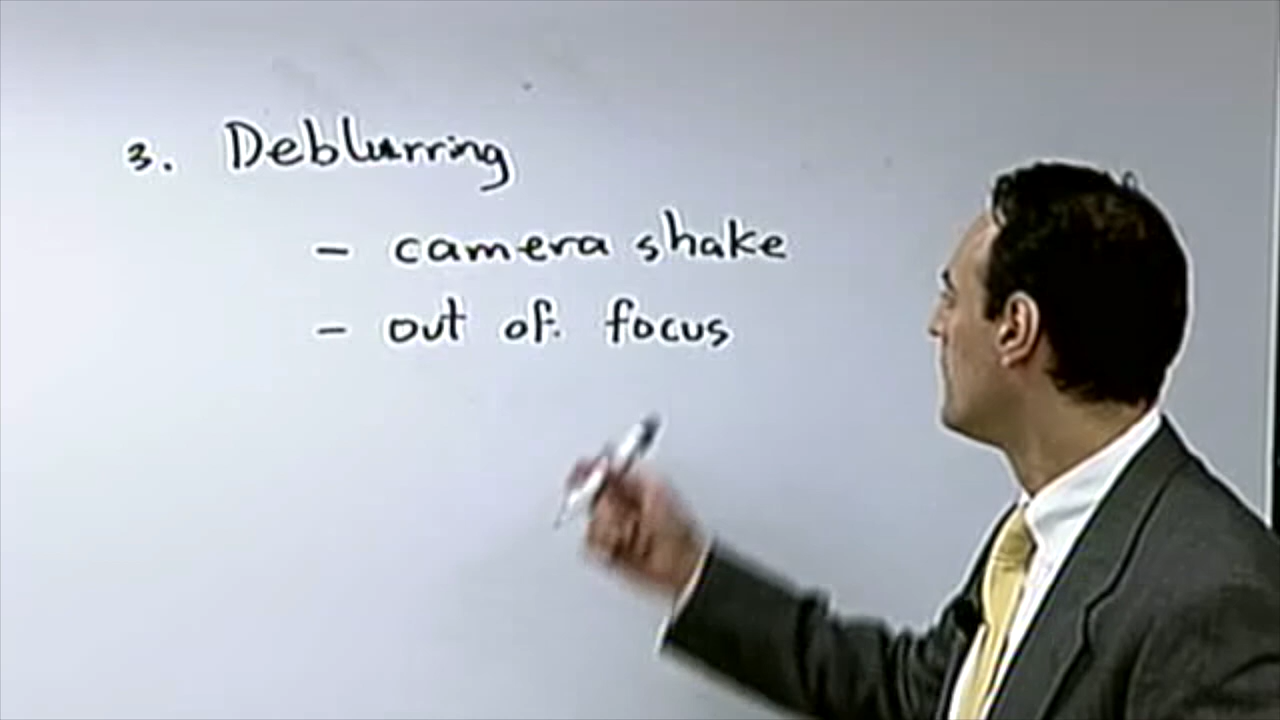 3. Deblurring
- camera shake
- out of focus